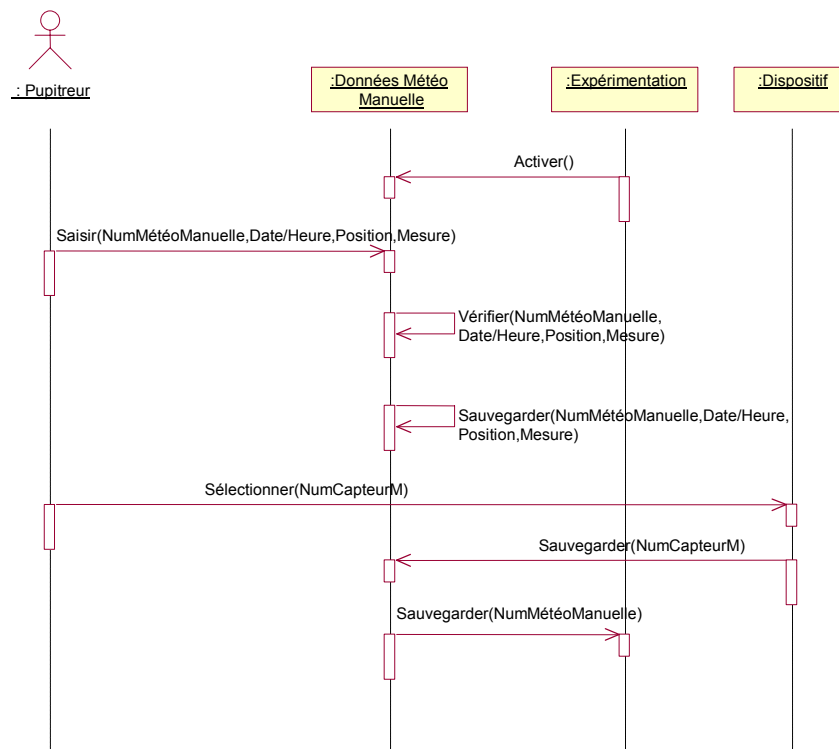 : Pupitreur
:Données Météo
Manuelle
:Expérimentation
:Dispositif
Activer()
Saisir(NumMétéoManuelle,Date/Heure,Position,Mesure)
Vérifier(NumMétéoManuelle,
Date/Heure,Position,Mesure)
Sauvegarder(NumMétéoManuelle,Date/Heure,
Position,Mesure)
Sélectionner(NumCapteurM)
Sauvegarder(NumCapteurM)
Sauvegarder(NumMétéoManuelle)